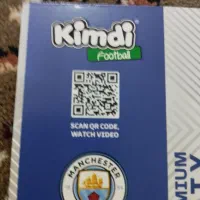 Kimdi
Football
SCAN QR CODE,
WATCH VIDEO
MANCHESTER